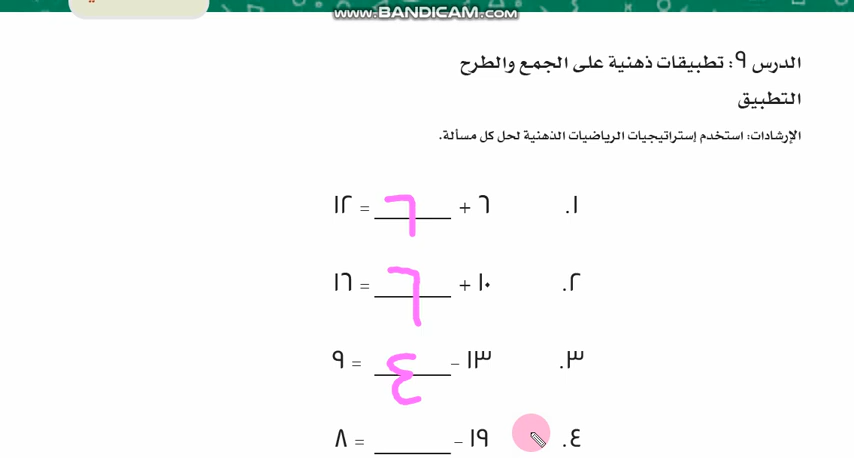 WWW.BANDICAM.COM
الدرس ٩: تطبيقات ذهنية على الجمع والطرح
التطبيق
الإرشادات: استخدم إستراتيجيات الرياضيات الذهنية لحل كل مسألة.
١. ٦ + ٦ = ١٢
٢. ١٠ + ٦ = ١٦
٣. ١٣ – ٤ = ٩
٤. ١٩ – ____ = ٨